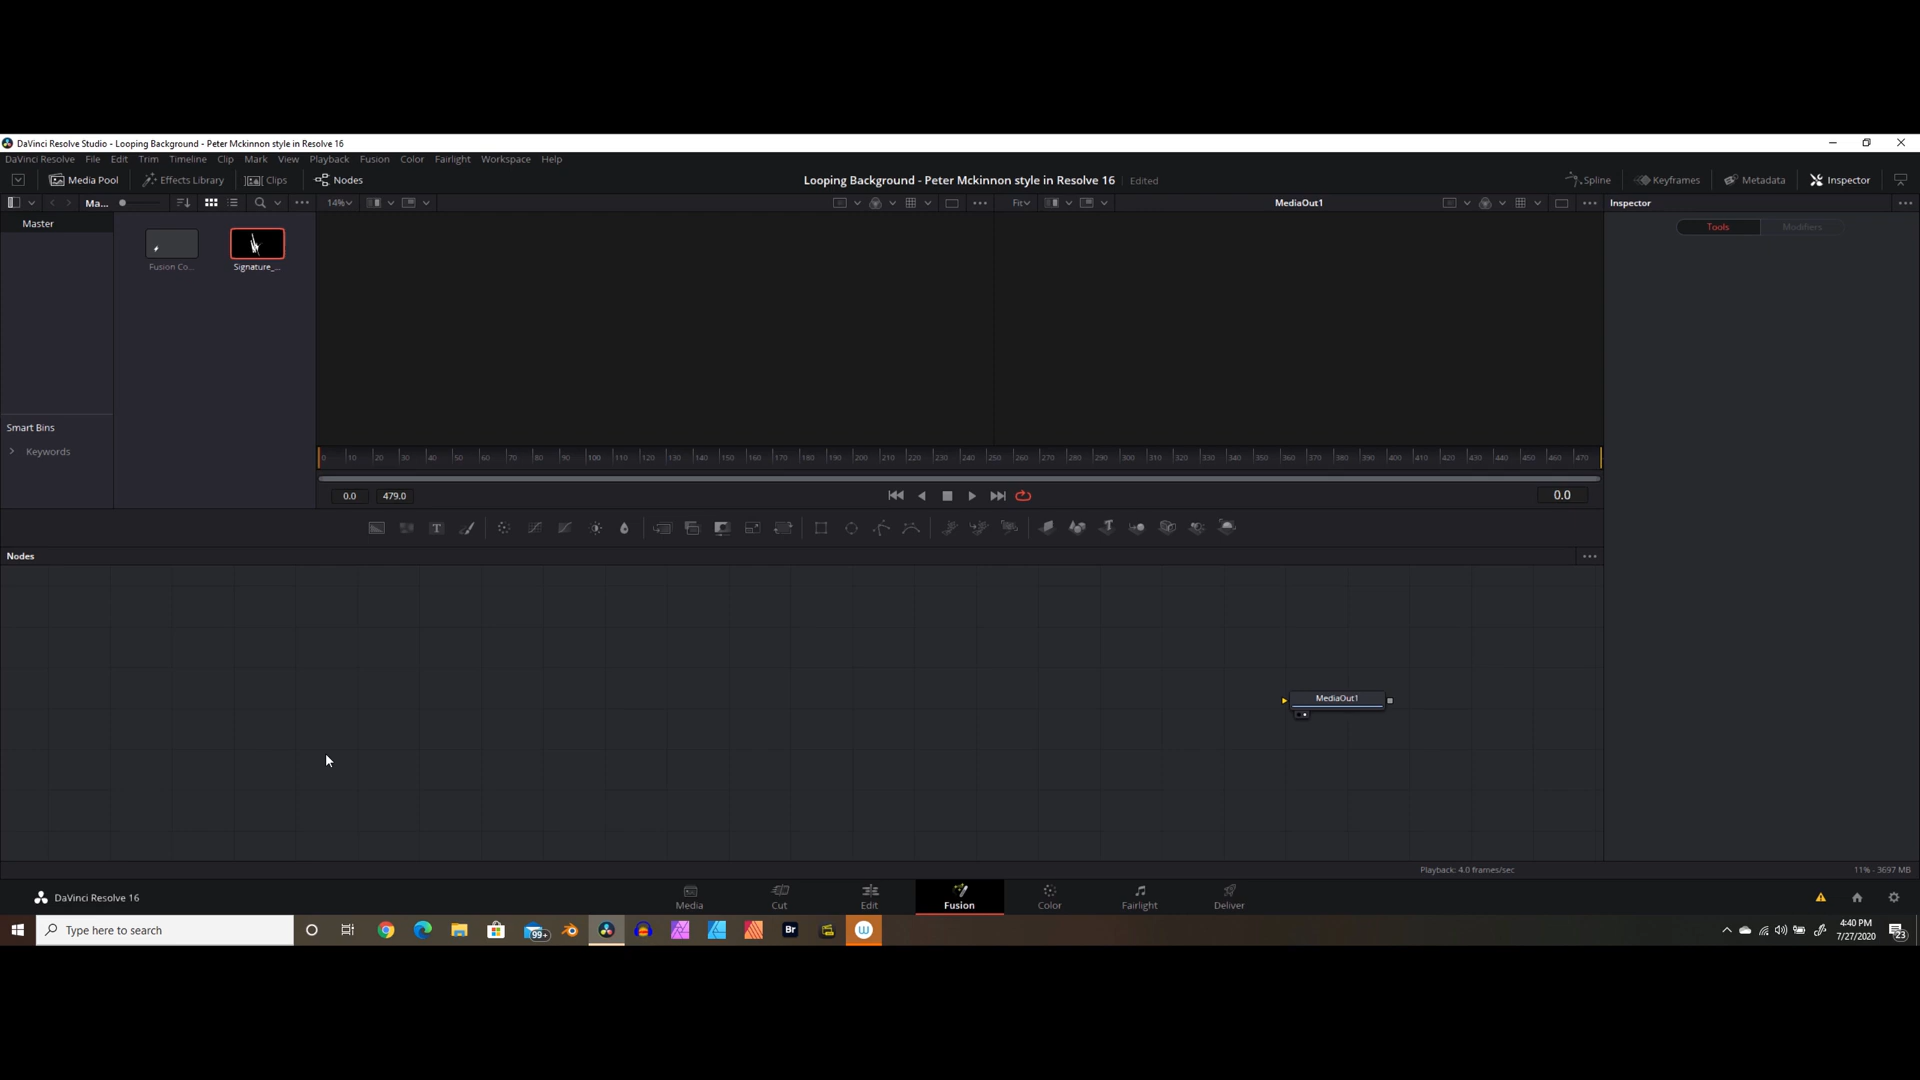 DaVinci Resolve Studio - Looping Background - Peter Mckinnon style in Resolve 16
DaVinci Resolve File Edit Trim Timeline Clip Mark View Playback Fusion Color Fairlight Workspace Help
Media Pool Effects Library Clips Nodes Looping Background - Peter Mckinnon style in Resolve 16 Edited Spline Keyframes Metadata Inspector
Ma... 14% Fit MediaOut1 Inspector
Master Tools Modifiers
Fusion Co... Signature_...
Smart Bins
Keywords
0 10 20 30 40 50 60 70 80 90 100 110 120 130 140 150 160 170 180 190 200 210 220 230 240 250 260 270 280 290 300 310 320 330 340 350 360 370 380 390 400 410 420 430 440 450 460 470
0.0 479.0 0.0
T
Nodes
MediaOut1
Playback: 4.0 frames/sec 11% - 3697 MB
DaVinci Resolve 16 Media Cut Edit Fusion Color Fairlight Deliver
Type here to search 99+ Br W 4:40 PM
7/27/2020 23